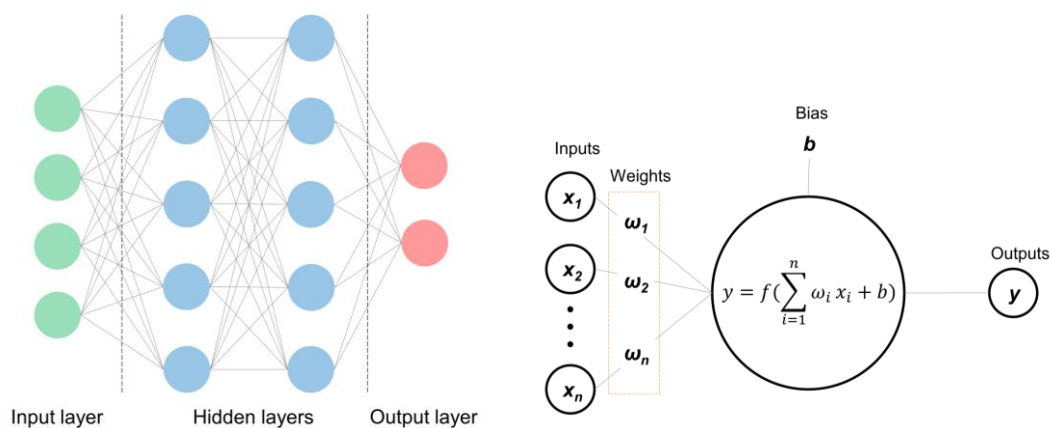 Input layer
Hidden layers
Output layer
Bias
b
Inputs
Weights
x₁
ω₁
x₂
ω₂
xₙ
ωₙ
y = f(∑ⁿᵢ₌₁ ωᵢ xᵢ + b)
Outputs
y